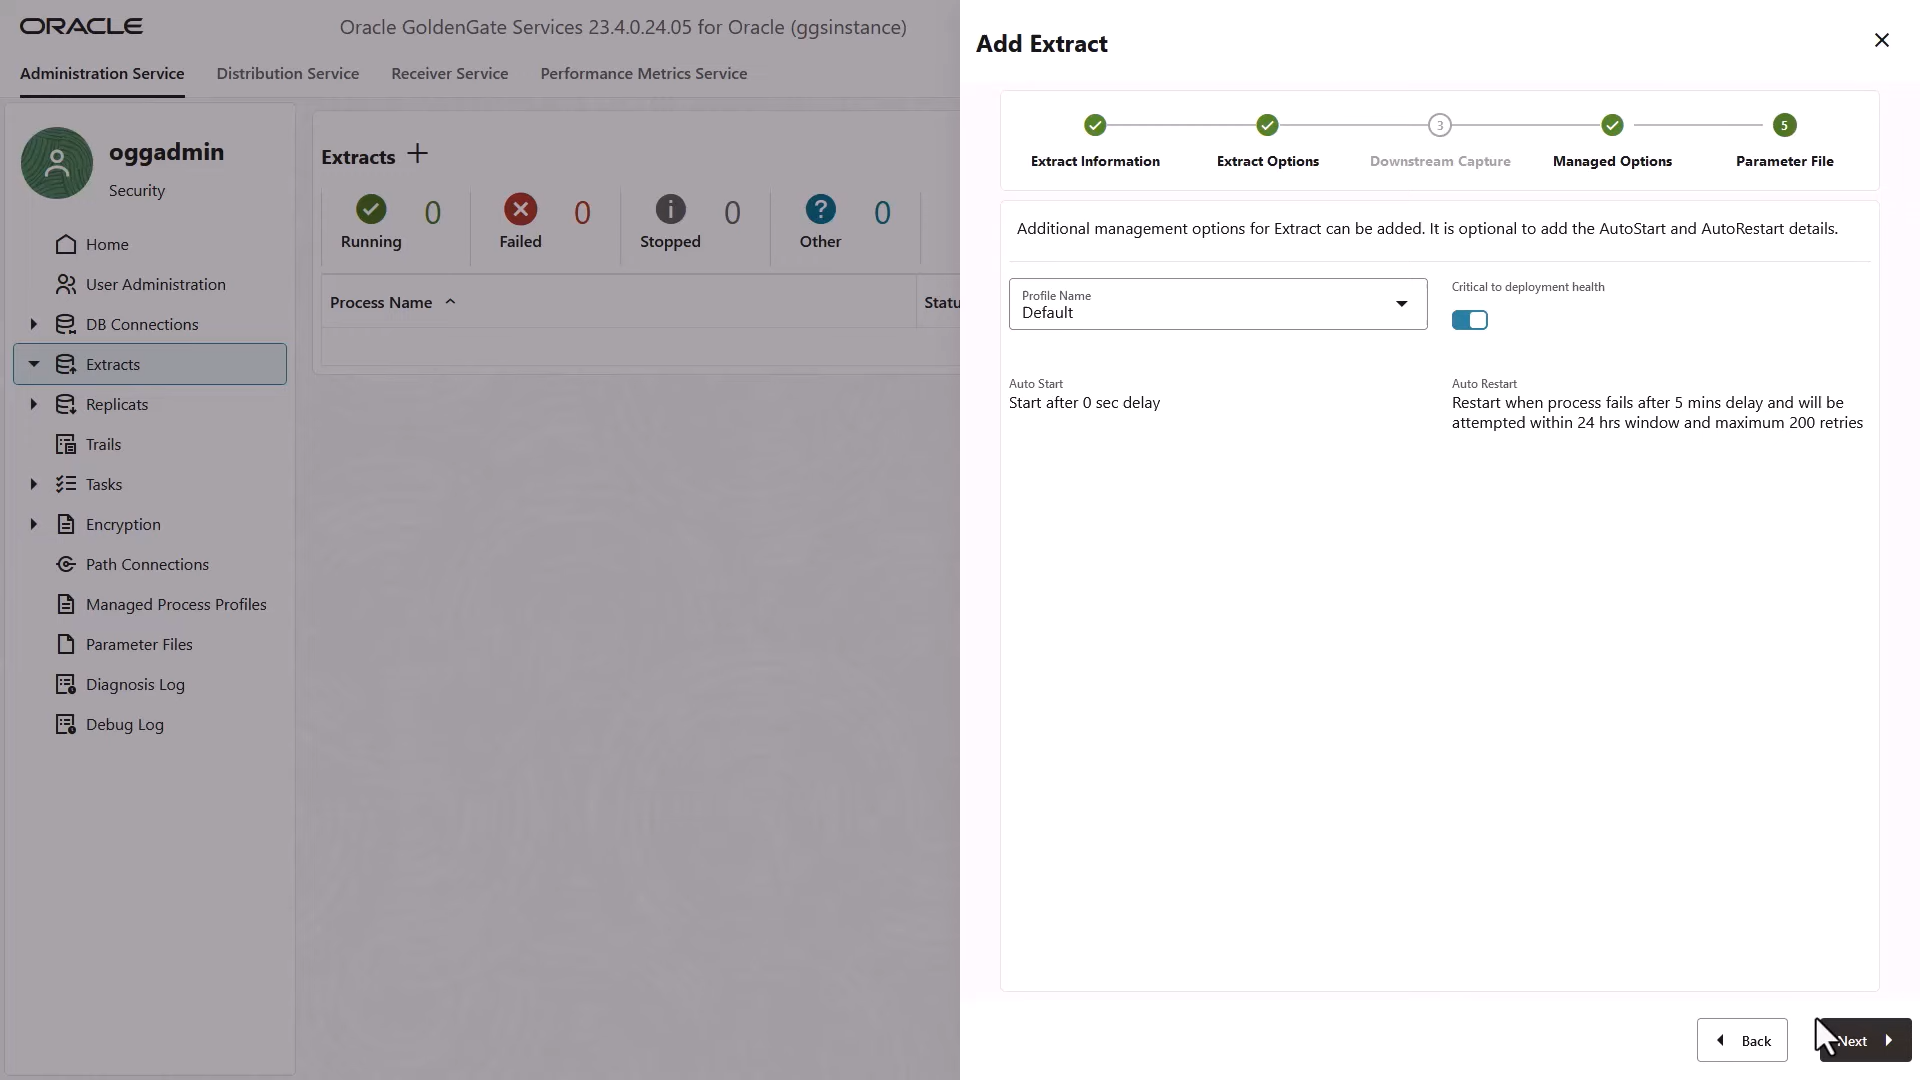 ORACLE
Oracle GoldenGate Services 23.4.0.24.05 for Oracle (ggsinstance)
Administration Service
Distribution Service
Receiver Service
Performance Metrics Service
oggadmin
Security
Home
User Administration
DB Connections
Extracts
Replicats
Trails
Tasks
Encryption
Path Connections
Managed Process Profiles
Parameter Files
Diagnosis Log
Debug Log
Extracts
0
Running
0
Failed
0
Stopped
0
Other
Process Name
Statu
Add Extract
3
5
Extract Information
Extract Options
Downstream Capture
Managed Options
Parameter File
Additional management options for Extract can be added. It is optional to add the AutoStart and AutoRestart details.
Profile Name
Default
Critical to deployment health
Auto Start
Start after 0 sec delay
Auto Restart
Restart when process fails after 5 mins delay and will be
attempted within 24 hrs window and maximum 200 retries
Back
Next